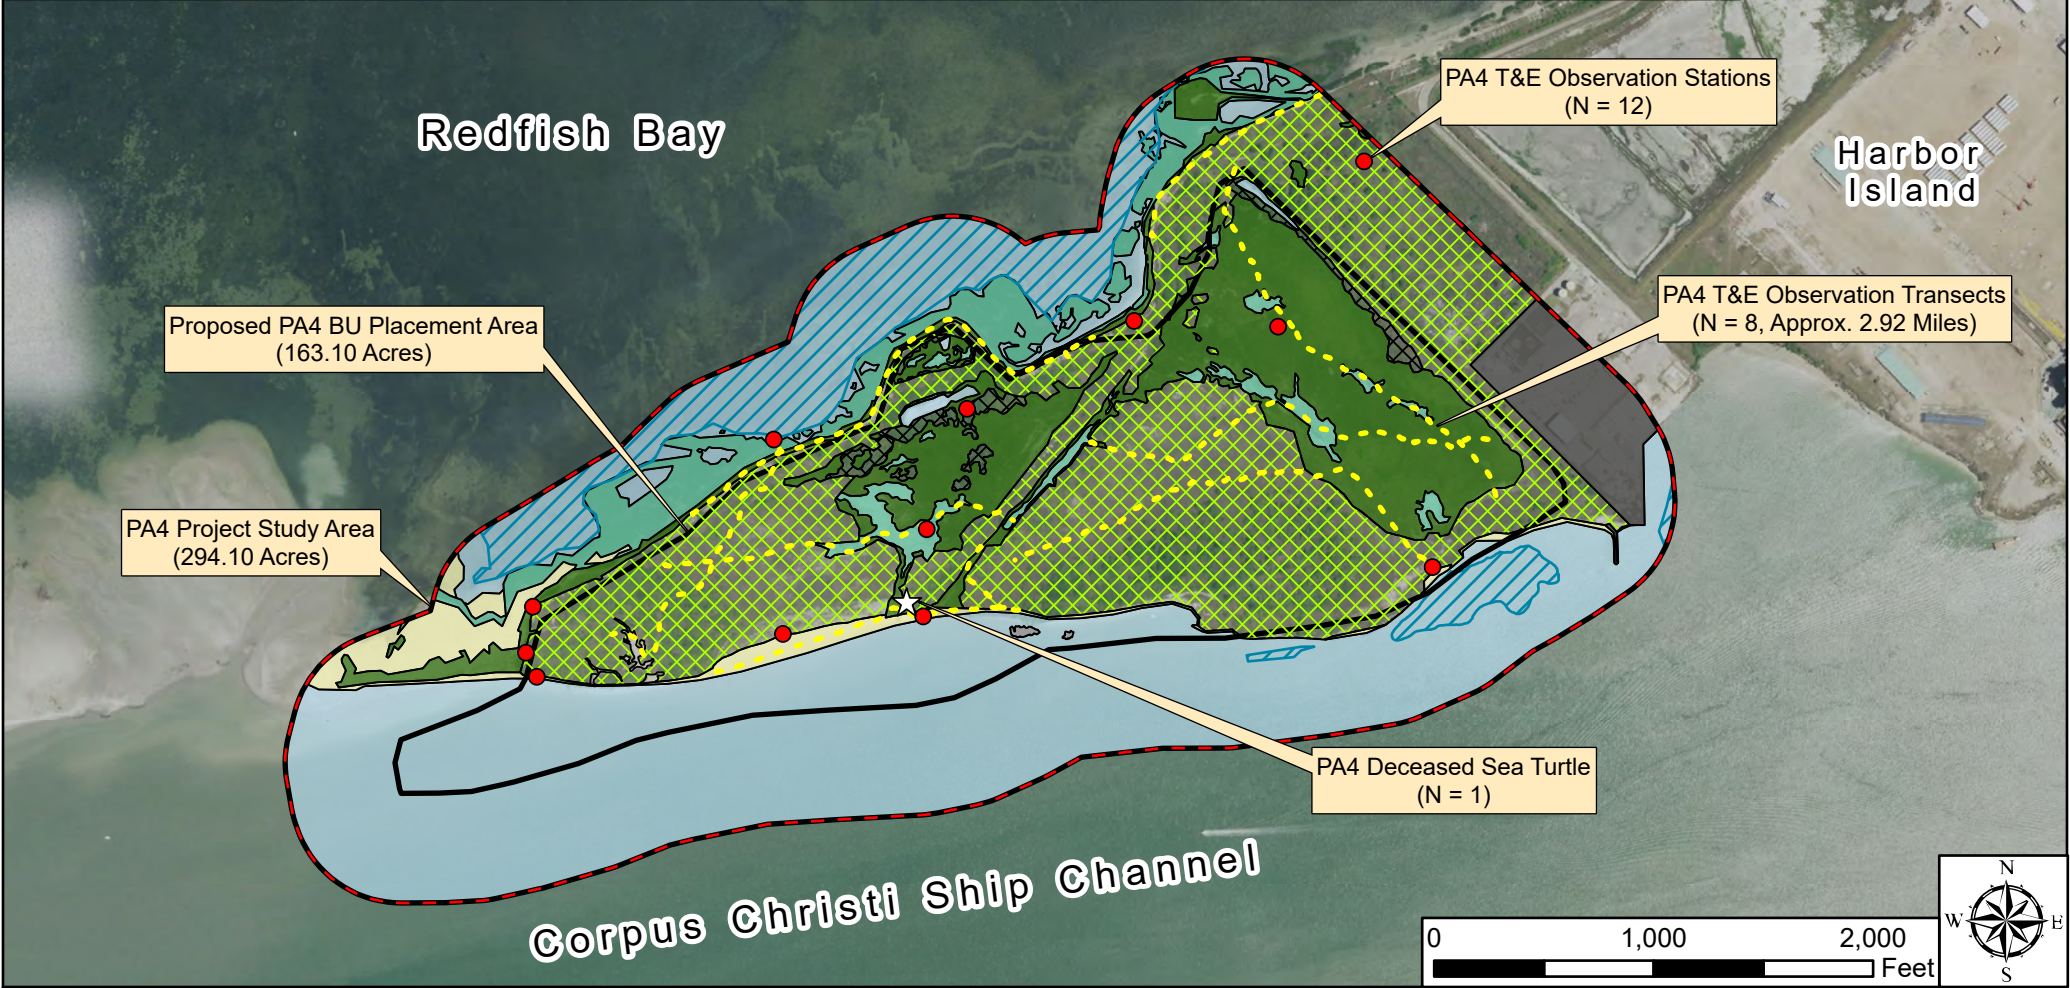 PA4 T&E Observation Stations
(N = 12)
Redfish Bay
Harbor
Island
PA4 T&E Observation Transects
(N = 8, Approx. 2.92 Miles)
Proposed PA4 BU Placement Area
(163.10 Acres)
PA4 Project Study Area
(294.10 Acres)
PA4 Deceased Sea Turtle
(N = 1)
Corpus Christi Ship Channel
N
W E
S
0 1,000 2,000
Feet